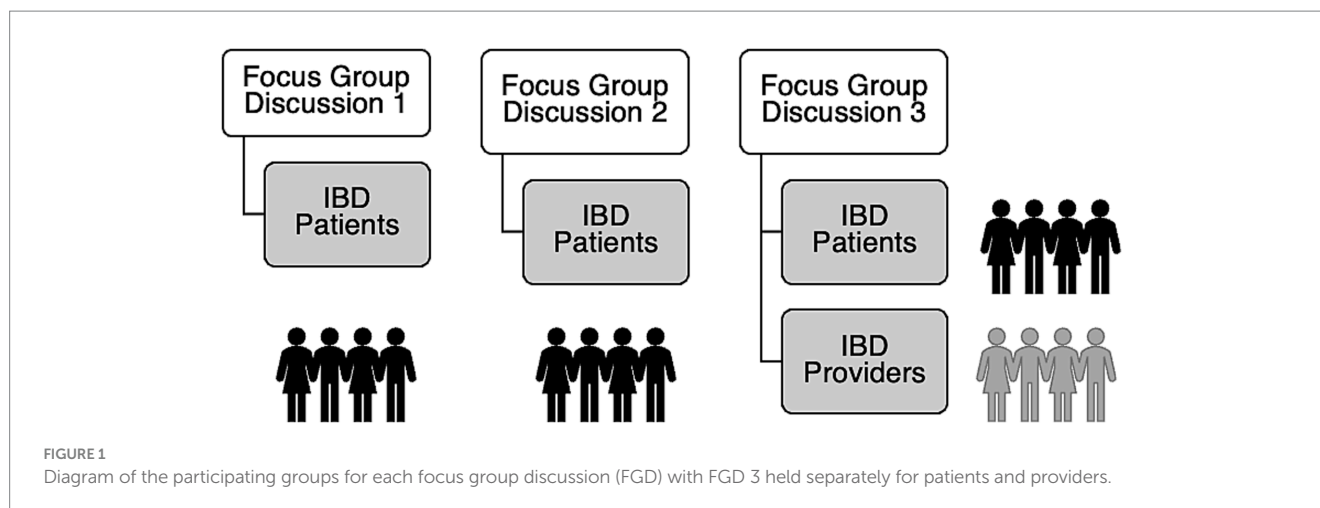 Focus Group
Discussion 1
IBD
Patients
Focus Group
Discussion 2
IBD
Patients
Focus Group
Discussion 3
IBD
Patients
IBD
Providers
FIGURE 1
Diagram of the participating groups for each focus group discussion (FGD) with FGD 3 held separately for patients and providers.